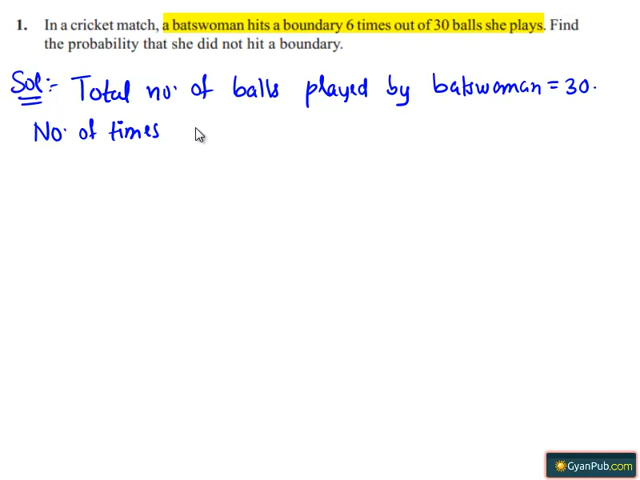 1. In a cricket match, a batswoman hits a boundary 6 times out of 30 balls she plays. Find
the probability that she did not hit a boundary.
Sol:- Total no. of balls played by batswoman = 30.
No. of times
GyanPub.com